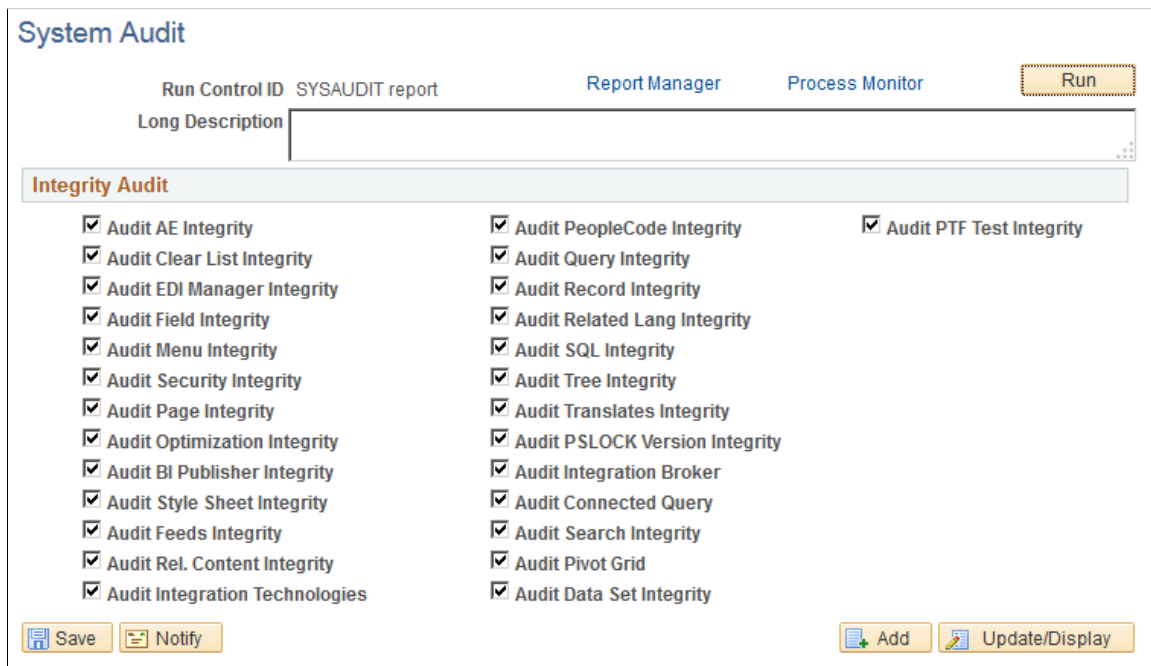 System Audit
Run Control ID SYSAUDIT report Report Manager Process Monitor Run
Long Description
Integrity Audit
Audit AE Integrity Audit PeopleCode Integrity Audit PTF Test Integrity
Audit Clear List Integrity Audit Query Integrity
Audit EDI Manager Integrity Audit Record Integrity
Audit Field Integrity Audit Related Lang Integrity
Audit Menu Integrity Audit SQL Integrity
Audit Security Integrity Audit Tree Integrity
Audit Page Integrity Audit Translates Integrity
Audit Optimization Integrity Audit PSLOCK Version Integrity
Audit BI Publisher Integrity Audit Integration Broker
Audit Style Sheet Integrity Audit Connected Query
Audit Feeds Integrity Audit Search Integrity
Audit Rel. Content Integrity Audit Pivot Grid
Audit Integration Technologies Audit Data Set Integrity
Save Notify Add Update/Display